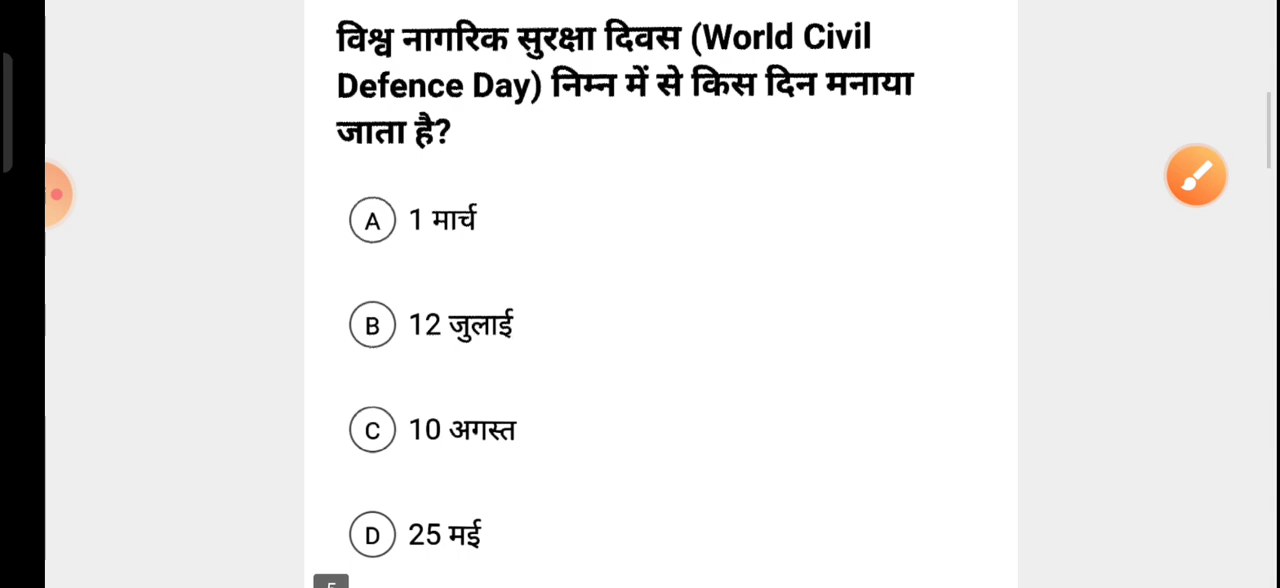 विश्व नागरिक सुरक्षा दिवस (World Civil
Defence Day) निम्न में से किस दिन मनाया
जाता है?
A 1 मार्च
B 12 जुलाई
C 10 अगस्त
D 25 मई